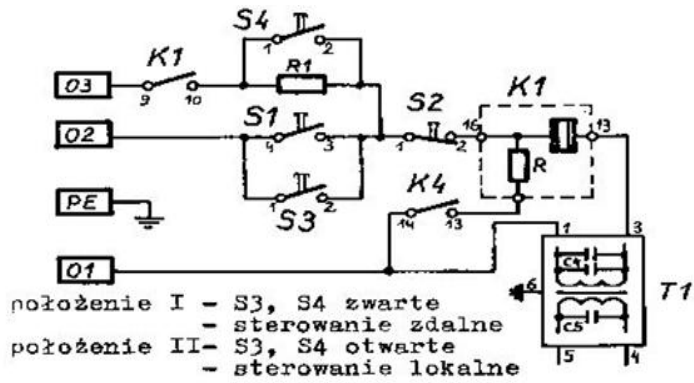 S4
1 2
K1
R1
O3
9 10
S1
S2
K1
O2
4 3
1 2
16
13
R
PE
1 2
S3
K4
14 13
1 3
O1
C4
6
T1
C5
5 4
położenie I - S3, S4 zwarte
- sterowanie zdalne
położenie II- S3, S4 otwarte
- sterowanie lokalne